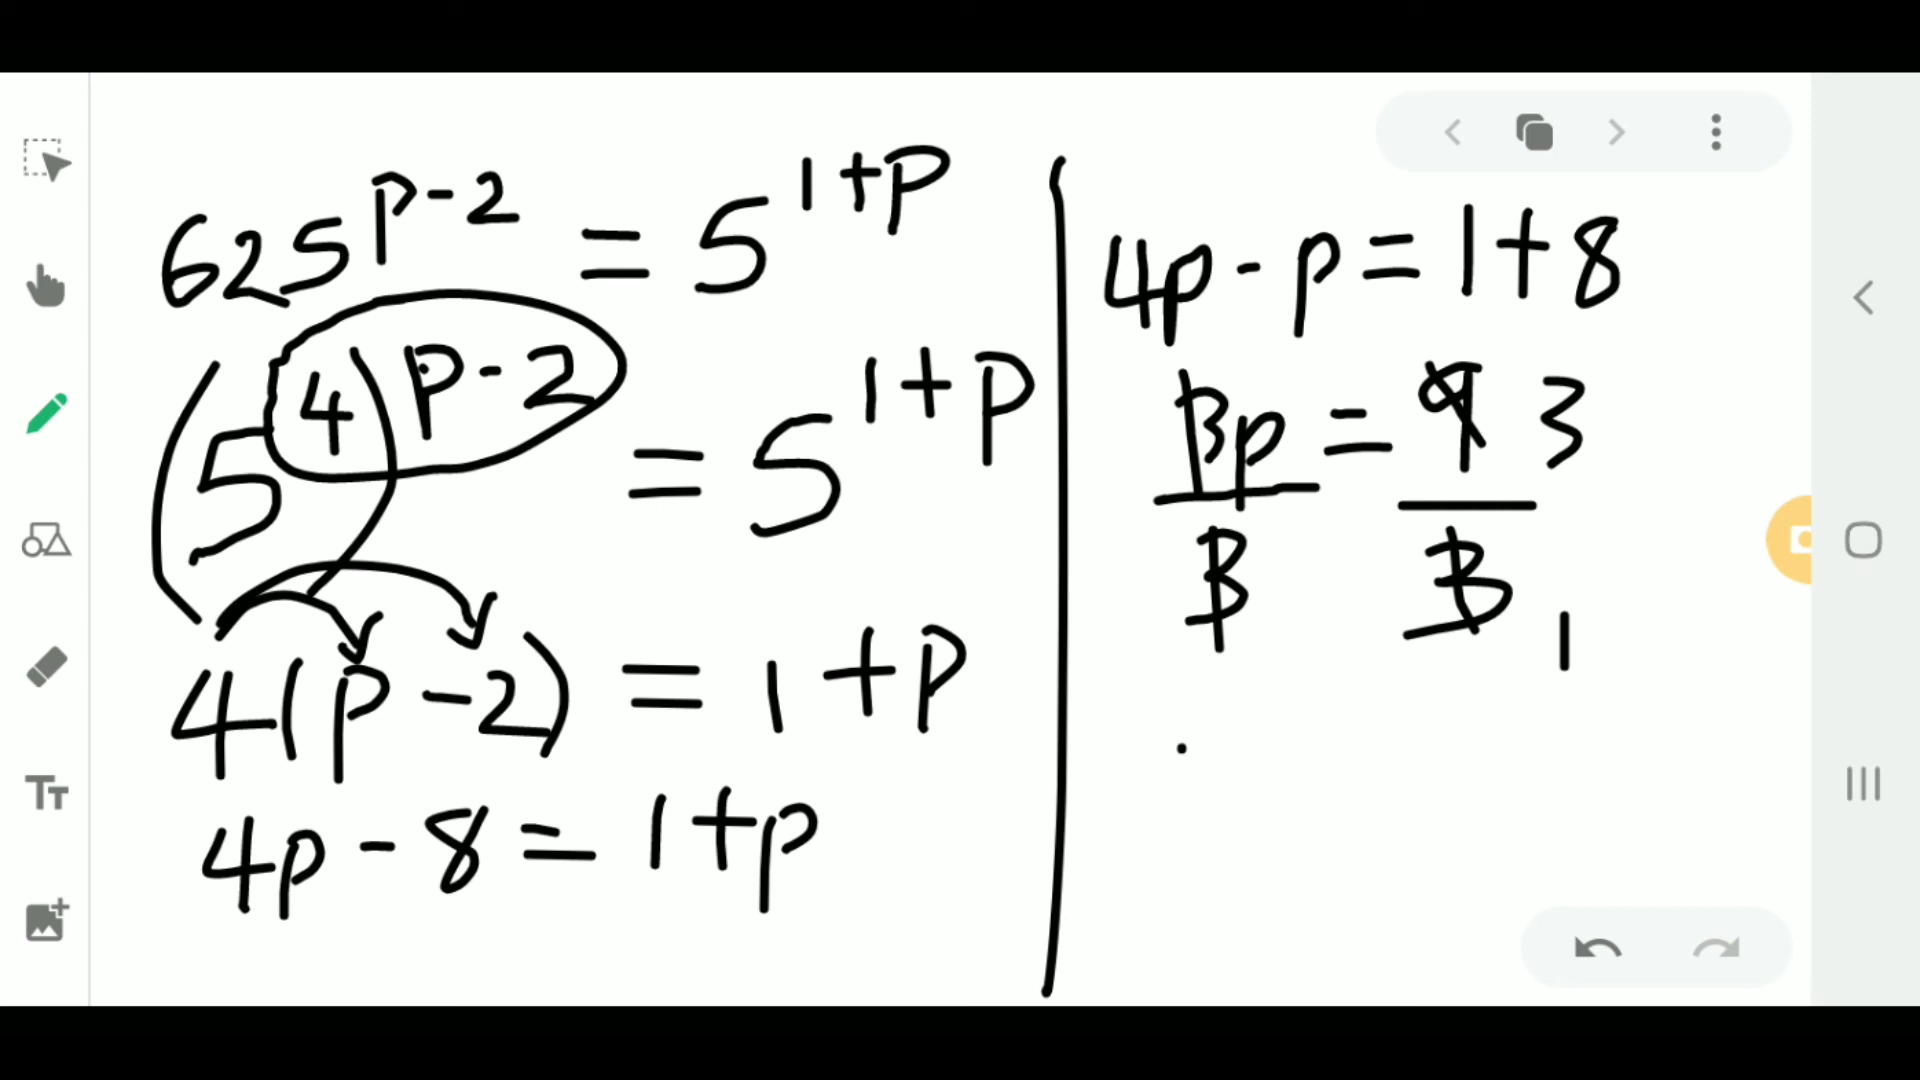 625^{p-2} = 5^{1+p}
(5^4)^{p-2} = 5^{1+p}
4(p-2) = 1+p
4p-8 = 1+p
4p-p = 1+8
3p = 9 3
3 3 1
.
Tт